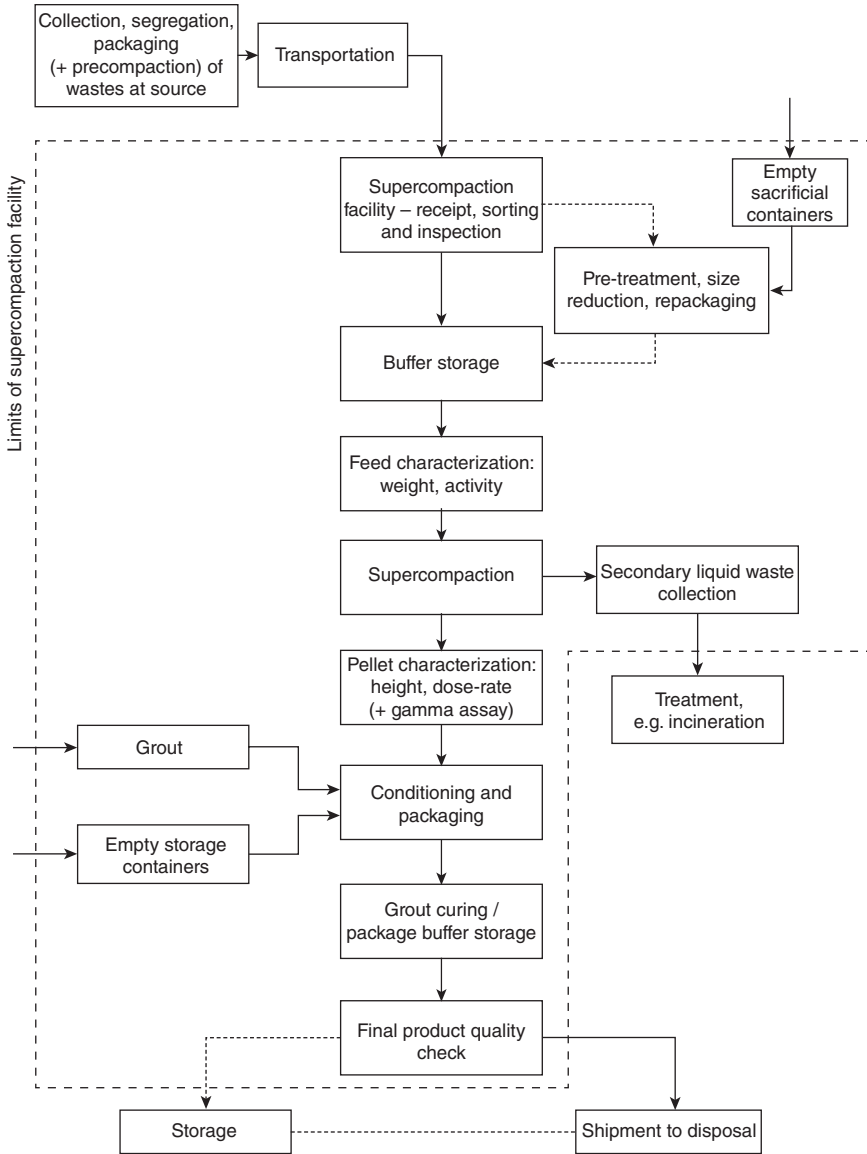 Collection, segregation,
packaging
(+ precompaction) of
wastes at source
Transportation
Limits of supercompaction facility
Supercompaction
facility – receipt, sorting
and inspection
Empty
sacrificial
containers
Pre-treatment, size
reduction, repackaging
Buffer storage
Feed characterization:
weight, activity
Supercompaction
Secondary liquid waste
collection
Pellet characterization:
height, dose-rate
(+ gamma assay)
Treatment,
e.g. incineration
Grout
Conditioning and
packaging
Empty storage
containers
Grout curing /
package buffer storage
Final product quality
check
Storage
Shipment to disposal